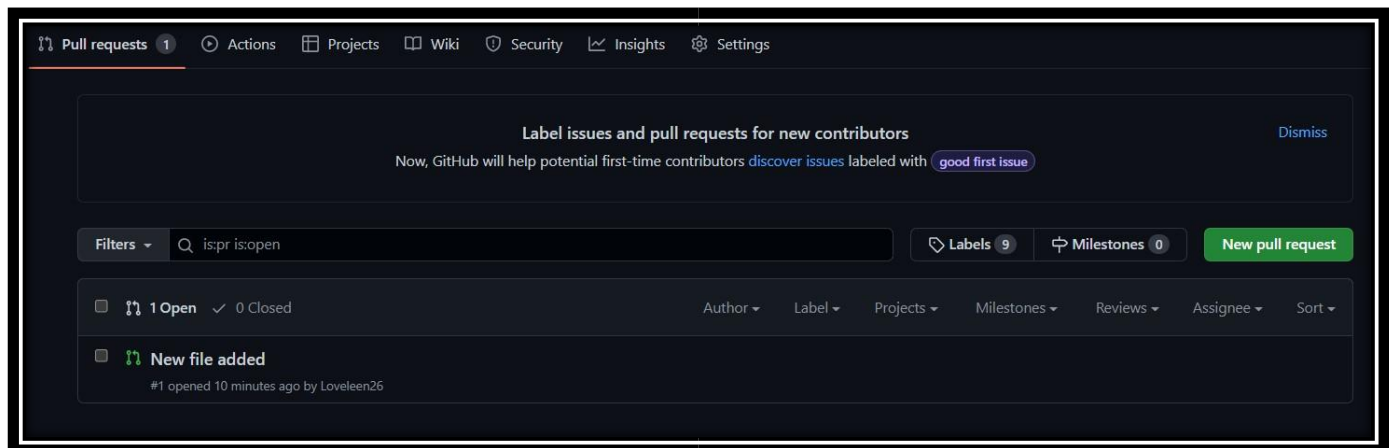 Pull requests 1 Actions Projects Wiki Security Insights Settings
Label issues and pull requests for new contributors
Dismiss
Now, GitHub will help potential first-time contributors discover issues labeled with good first issue
Filters is:pr is:open Labels 9 Milestones 0 New pull request
1 Open 0 Closed Author Label Projects Milestones Reviews Assignee Sort
New file added
#1 opened 10 minutes ago by Loveleen26